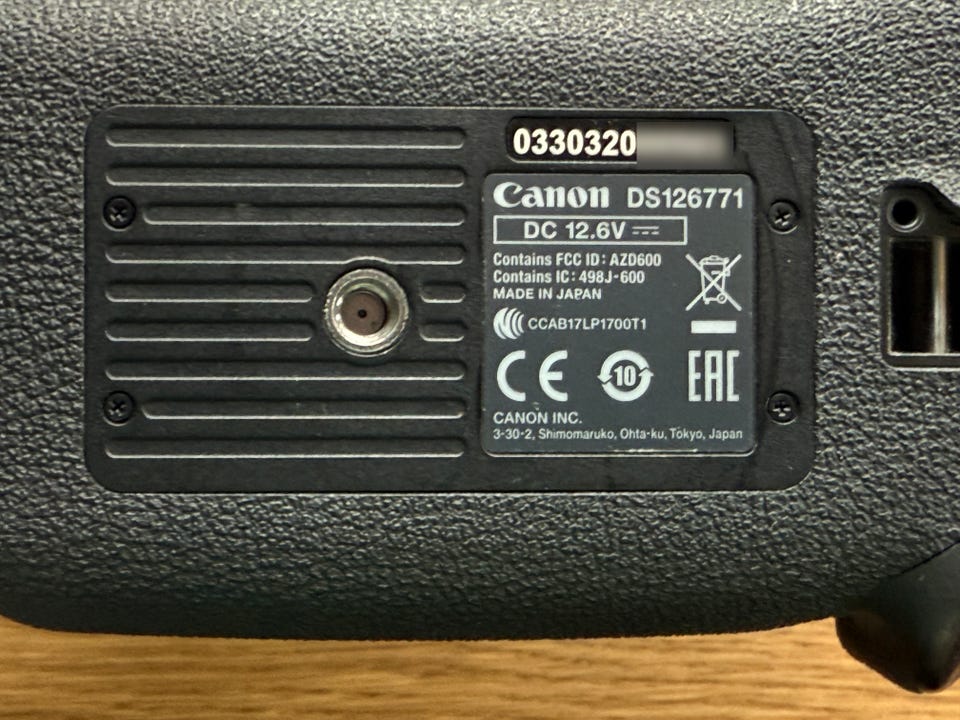 0330320
Canon DS126771
DC 12.6V
Contains FCC ID: AZD600
Contains IC: 498J-600
MADE IN JAPAN
CCAB17LP1700T1
CE 10 EAC
CANON INC.
3-30-2, Shimomaruko, Ohta-ku, Tokyo, Japan